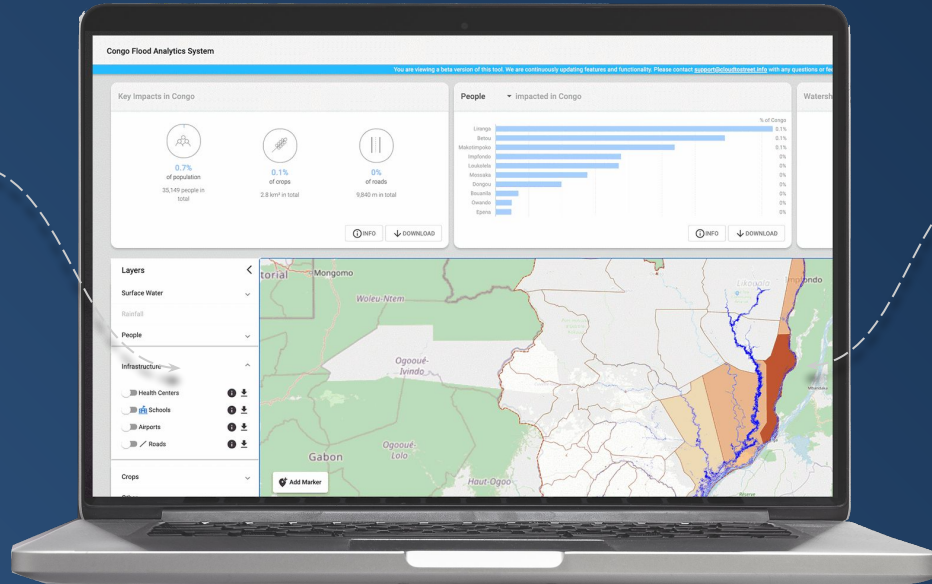 Congo Flood Analytics System
You are viewing a beta version of this tool. We are continuously updating features and functionality. Please contact support@cloudtostreet.info with any questions or fee
Key Impacts in Congo
0.7%
of population
35,149 people in
total
0.1%
of crops
2.8 km² in total
0%
of roads
9,840 m in total
INFO
DOWNLOAD
People impacted in Congo
% of Congo
Liranga 0.1%
Betou 0.1%
Makotimpoko 0.1%
Impfondo 0%
Loukolela 0%
Mossaka 0%
Dongou 0%
Bouanila 0%
Owando 0%
Epena 0%
INFO
DOWNLOAD
Watersh
Layers
Surface Water
Rainfall
People
Infrastructure
Health Centers
Schools
Airports
Roads
Crops
torial
Mongomo
Woleu-Ntem
Ogooué-
Ivindo
Gabon
Ogooué-
Lolo
Haut-Ogoo
Likouala
Impfondo
Add Marker